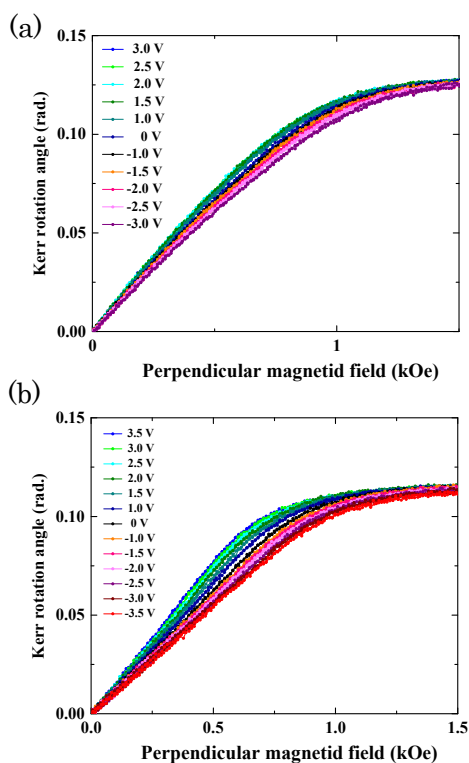 (a)
0.15
0.10
0.05
0.00
Kerr rotation angle (rad.)
3.0 V
2.5 V
2.0 V
1.5 V
1.0 V
0 V
-1.0 V
-1.5 V
-2.0 V
-2.5 V
-3.0 V
0
1
Perpendicular magnetid field (kOe)
(b)
0.15
0.10
0.05
0.00
Kerr rotation angle (rad.)
3.5 V
3.0 V
2.5 V
2.0 V
1.5 V
1.0 V
0 V
-1.0 V
-1.5 V
-2.0 V
-2.5 V
-3.0 V
-3.5 V
0.0
0.5
1.0
1.5
Perpendicular magnetid field (kOe)